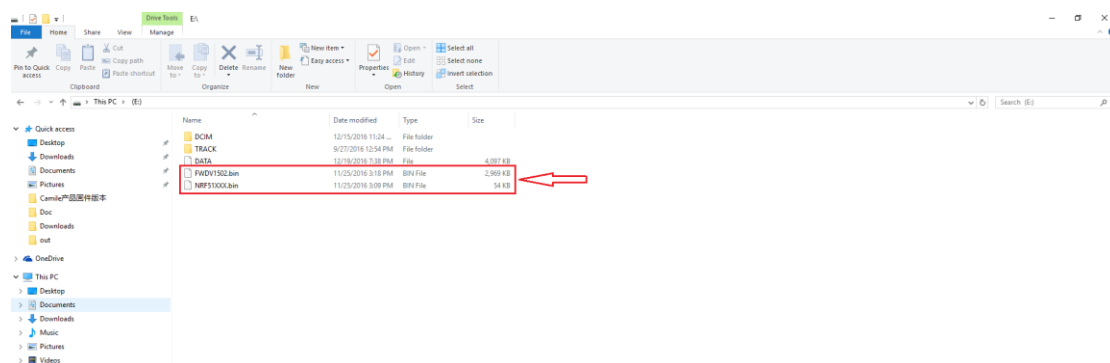 Drive Tools E:\
File Home Share View Manage
Pin to Quick access Copy Paste Cut Copy path Paste shortcut Move to Copy to Delete Rename New folder New item Easy access Properties Open Edit History Select all Select none Invert selection
Clipboard Organize New Open Select
This PC > (E:) Search (E:)
Name Date modified Type Size
Quick access
Desktop
Downloads
Documents
Pictures
Camile产品固件版本
Doc
Downloads
out
OneDrive
This PC
Desktop
Documents
Downloads
Music
Pictures
Videos
DCIM 12/15/2016 11:24 ... File folder
TRACK 9/27/2016 12:54 PM File folder
DATA 12/19/2016 7:38 PM File 4,097 KB
FWDV1502.bin 11/25/2016 3:18 PM BIN File 2,969 KB
NRF51XXX.bin 11/25/2016 3:09 PM BIN File 54 KB